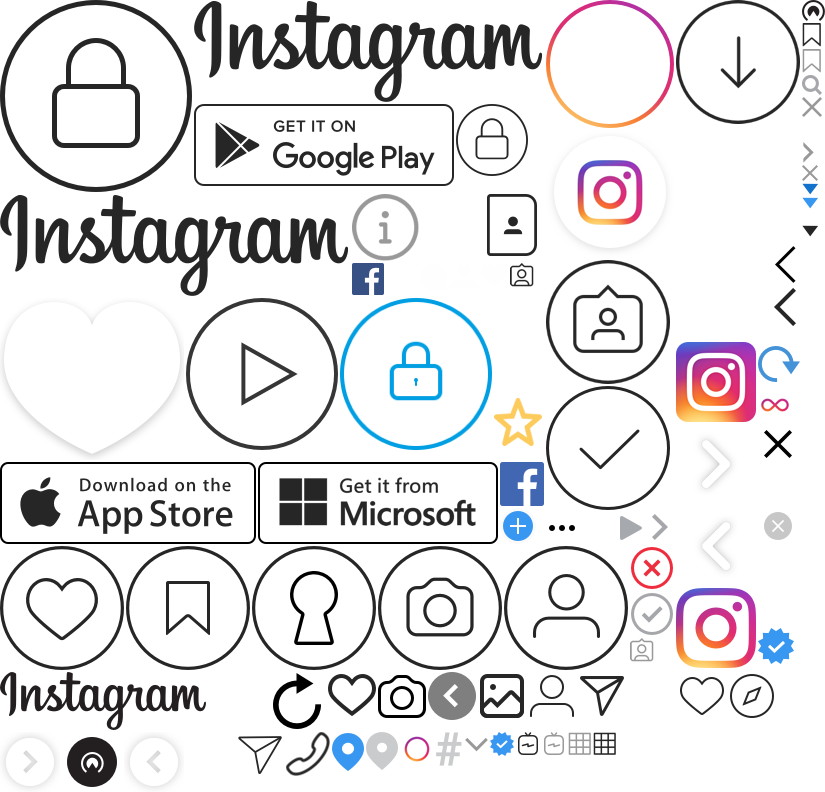 Instagram
GET IT ON
Google Play
Instagram
Download on the
App Store
Get it from
Microsoft
Instagram